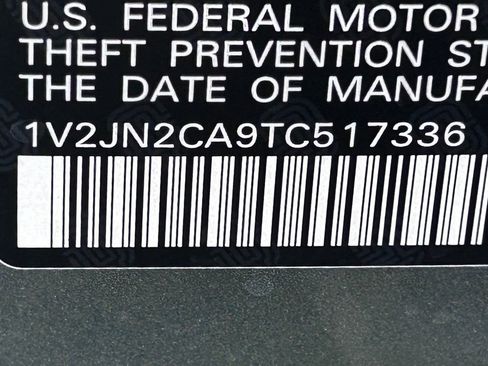 U.S. FEDERAL MOTOR
THEFT PREVENTION ST
THE DATE OF MANUFA
1V2JN2CA9TC517336